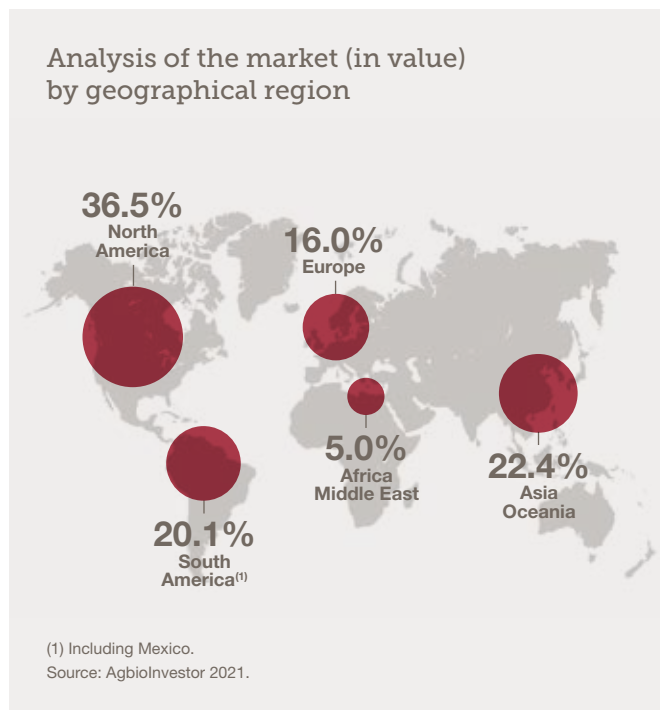 Analysis of the market (in value)
by geographical region
36.5%
North
America
16.0%
Europe
5.0%
Africa
Middle East
22.4%
Asia
Oceania
20.1%
South
America(1)
(1) Including Mexico.
Source: AgbioInvestor 2021.